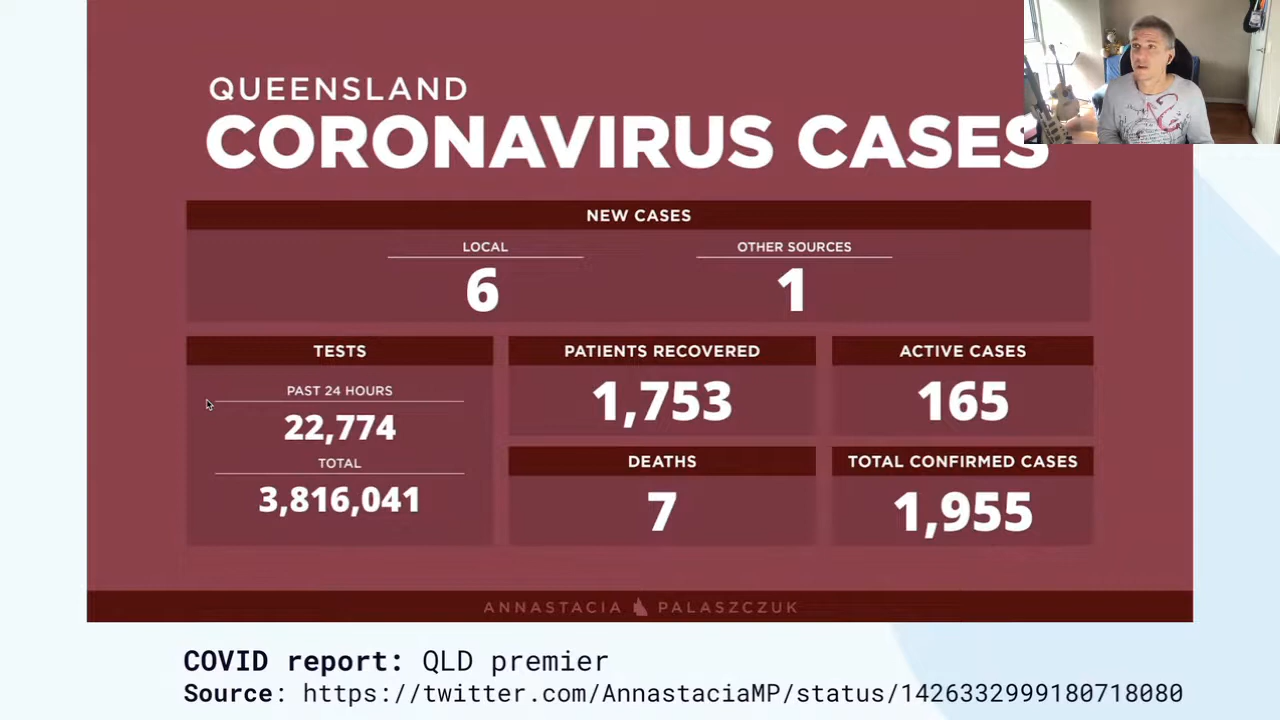 QUEENSLAND
CORONAVIRUS CASES
NEW CASES
LOCAL
OTHER SOURCES
6
1
TESTS
PATIENTS RECOVERED
ACTIVE CASES
PAST 24 HOURS
22,774
TOTAL
3,816,041
1,753
165
DEATHS
TOTAL CONFIRMED CASES
7
1,955
ANNASTACIA PALASZCZUK
COVID report: QLD premier
Source: https://twitter.com/AnnastaciaMP/status/1426332999180718080